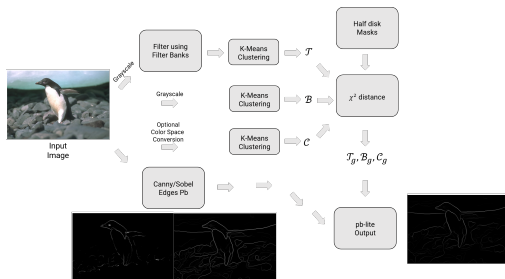 Half disk
Masks
Filter using
Filter Banks
K-Means
Clustering
𝒯
Grayscale
Grayscale
K-Means
Clustering
ℬ
χ² distance
Optional
Color Space
Conversion
K-Means
Clustering
𝒞
Input
Image
𝒯g, ℬg, 𝒞g
Canny/Sobel
Edges Pb
pb-lite
Output